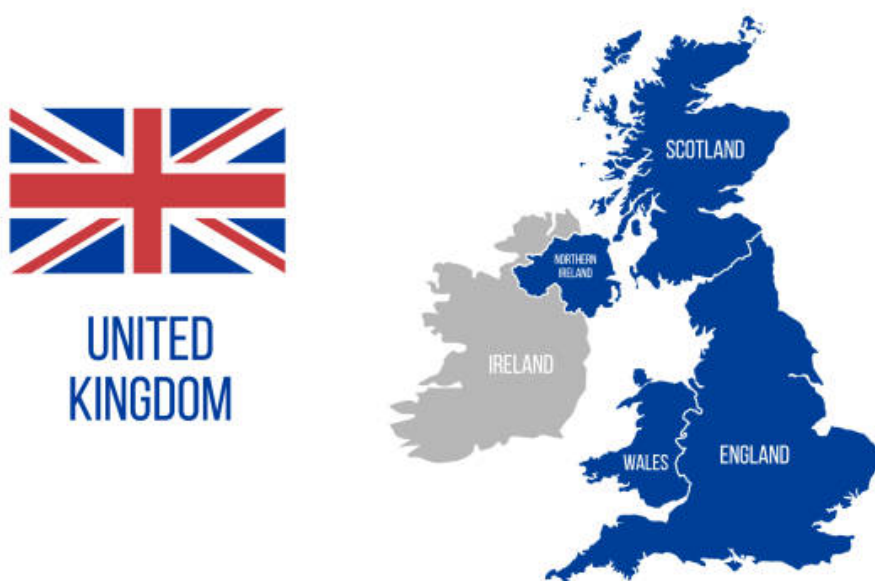 UNITED
KINGDOM
SCOTLAND
NORTHERN
IRELAND
IRELAND
WALES
ENGLAND